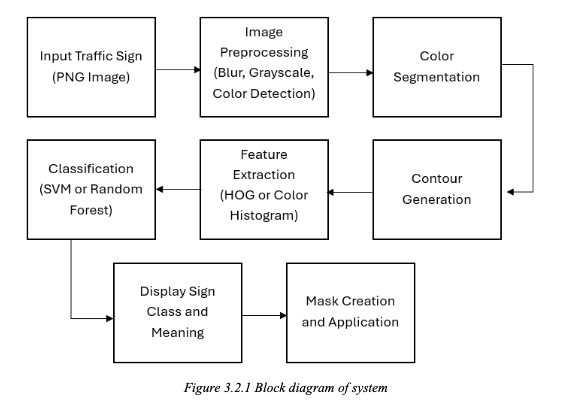 Input Traffic Sign
(PNG Image)
Image
Preprocessing
(Blur, Grayscale,
Color Detection)
Color
Segmentation
Classification
(SVM or Random
Forest)
Feature
Extraction
(HOG or Color
Histogram)
Contour
Generation
Display Sign
Class and
Meaning
Mask Creation
and Application
Figure 3.2.1 Block diagram of system